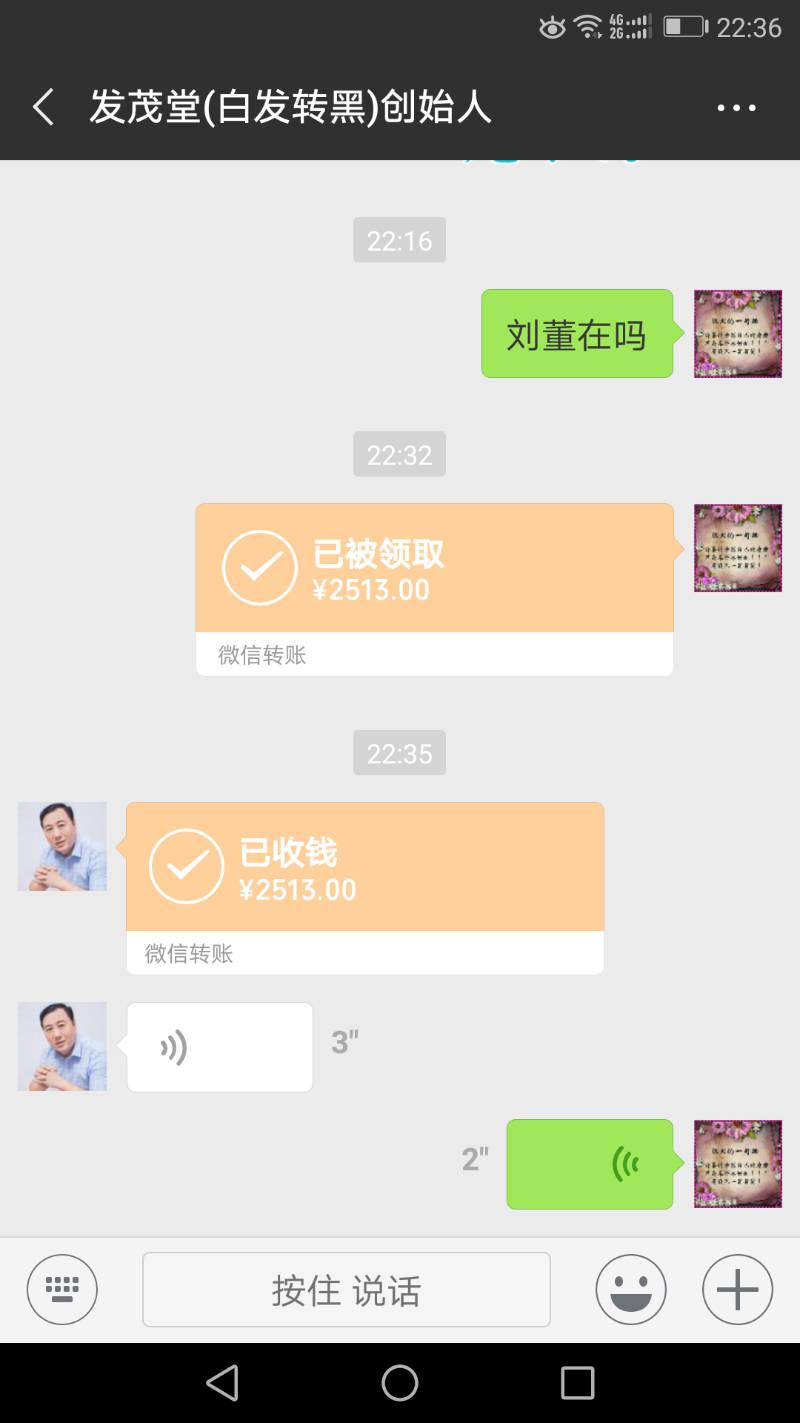 4G
2G
22:36
发茂堂(白发转黑)创始人
22:16
刘董在吗
22:32
已被领取
¥2513.00
微信转账
22:35
已收钱
¥2513.00
微信转账
3"
2"
按住 说话